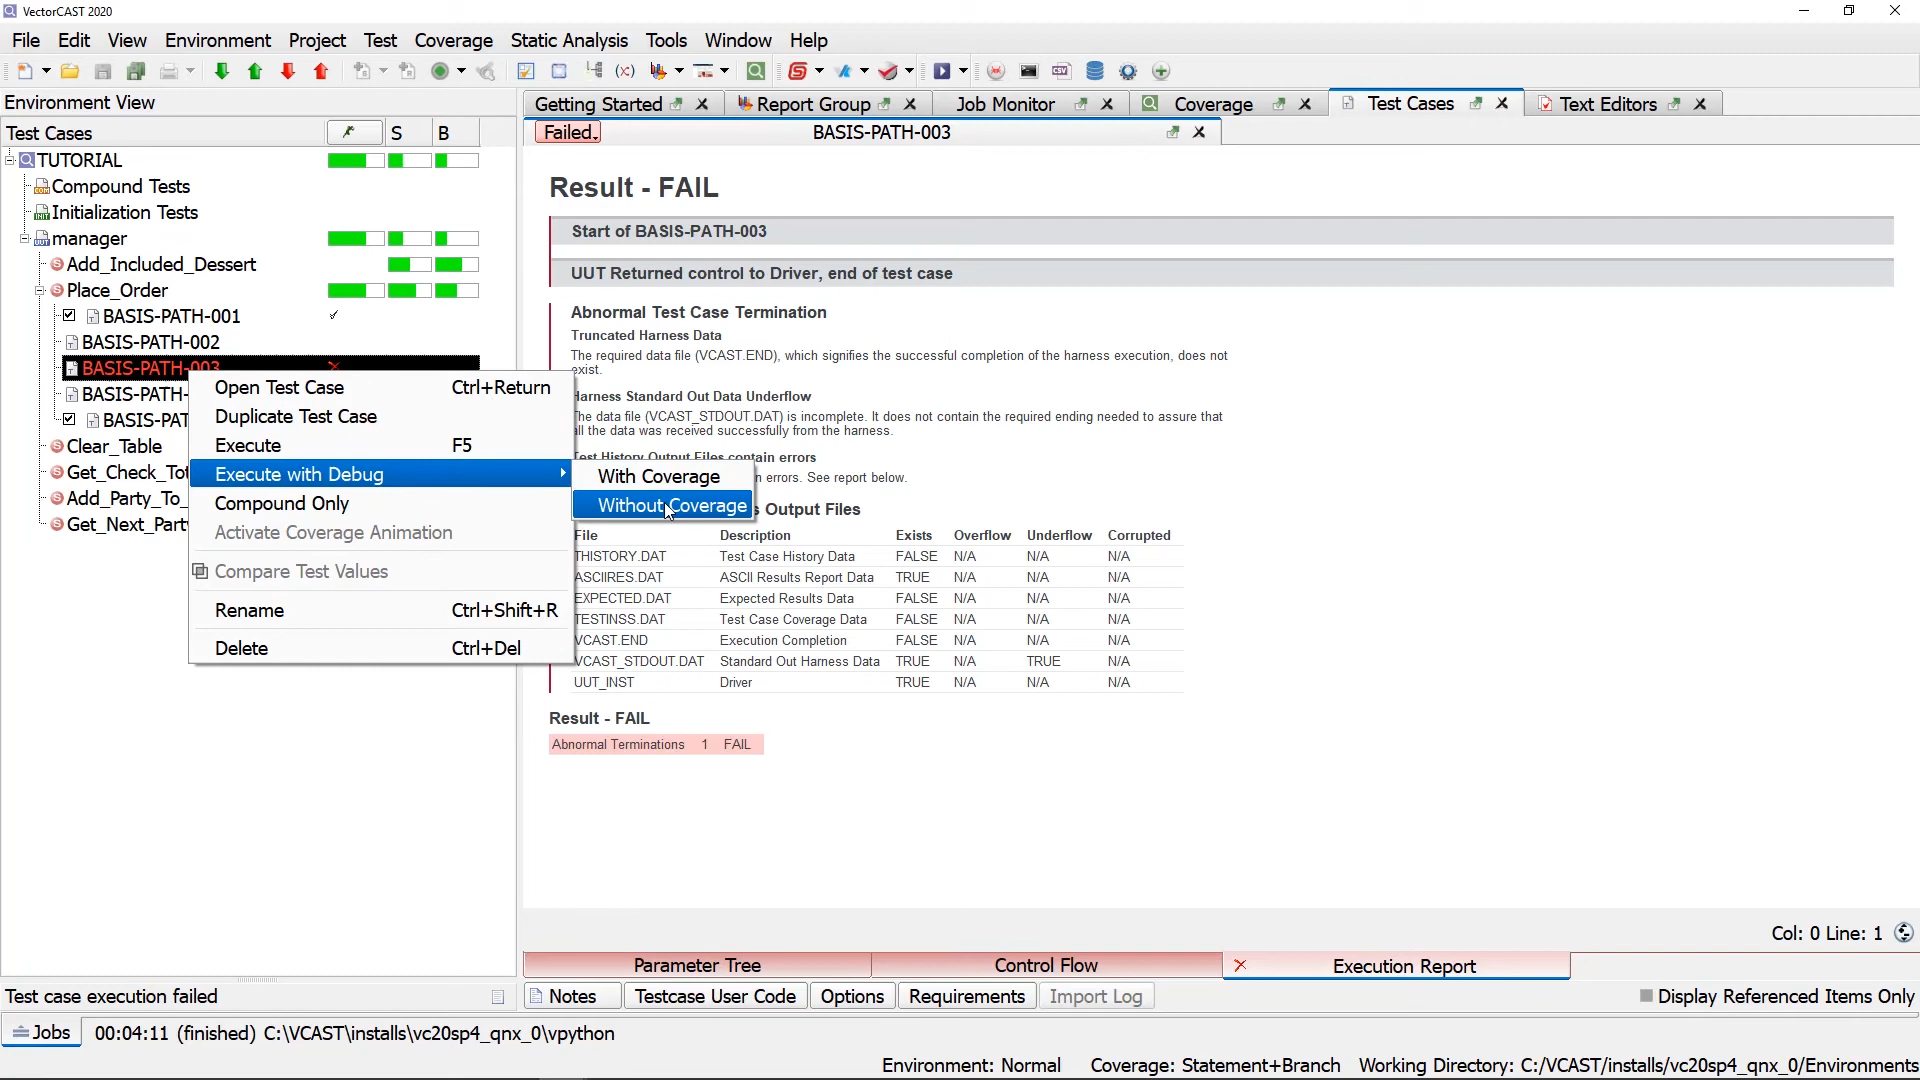 VectorCAST 2020
File Edit View Environment Project Test Coverage Static Analysis Tools Window Help
Environment View
Getting Started Report Group Job Monitor Coverage Test Cases Text Editors
Test Cases S B
Failed BASIS-PATH-003
TUTORIAL
Compound Tests
Initialization Tests
manager
Add_Included_Dessert
Place_Order
BASIS-PATH-001
BASIS-PATH-002
BASIS-PATH-003
BASIS-PATH-
BASIS-PAT
Clear_Table
Get_Check_Tot
Add_Party_To_
Get_Next_Part
Open Test Case Ctrl+Return
Duplicate Test Case
Execute F5
Execute with Debug
Compound Only
Activate Coverage Animation
Compare Test Values
Rename Ctrl+Shift+R
Delete Ctrl+Del
With Coverage
Without Coverage
Result - FAIL
Start of BASIS-PATH-003
UUT Returned control to Driver, end of test case
Abnormal Test Case Termination
Truncated Harness Data
The required data file (VCAST.END), which signifies the successful completion of the harness execution, does not
exist.
Harness Standard Out Data Underflow
The data file (VCAST_STDOUT.DAT) is incomplete. It does not contain the required ending needed to assure that
all the data was received successfully from the harness.
Test History Output Files contain errors
n errors. See report below.
s Output Files
File Description Exists Overflow Underflow Corrupted
THISTORY.DAT Test Case History Data FALSE N/A N/A N/A
ASCIIRES.DAT ASCII Results Report Data TRUE N/A N/A N/A
EXPECTED.DAT Expected Results Data FALSE N/A N/A N/A
TESTINSS.DAT Test Case Coverage Data FALSE N/A N/A N/A
VCAST.END Execution Completion FALSE N/A N/A N/A
VCAST_STDOUT.DAT Standard Out Harness Data TRUE N/A TRUE N/A
UUT_INST Driver TRUE N/A N/A N/A
Result - FAIL
Abnormal Terminations 1 FAIL
Col: 0 Line: 1
Parameter Tree Control Flow Execution Report
Test case execution failed
Notes Testcase User Code Options Requirements Import Log Display Referenced Items Only
Jobs 00:04:11 (finished) C:\VCAST\installs\vc20sp4_qnx_0\vpython
Environment: Normal Coverage: Statement+Branch Working Directory: C:/VCAST/installs/vc20sp4_qnx_0/Environments